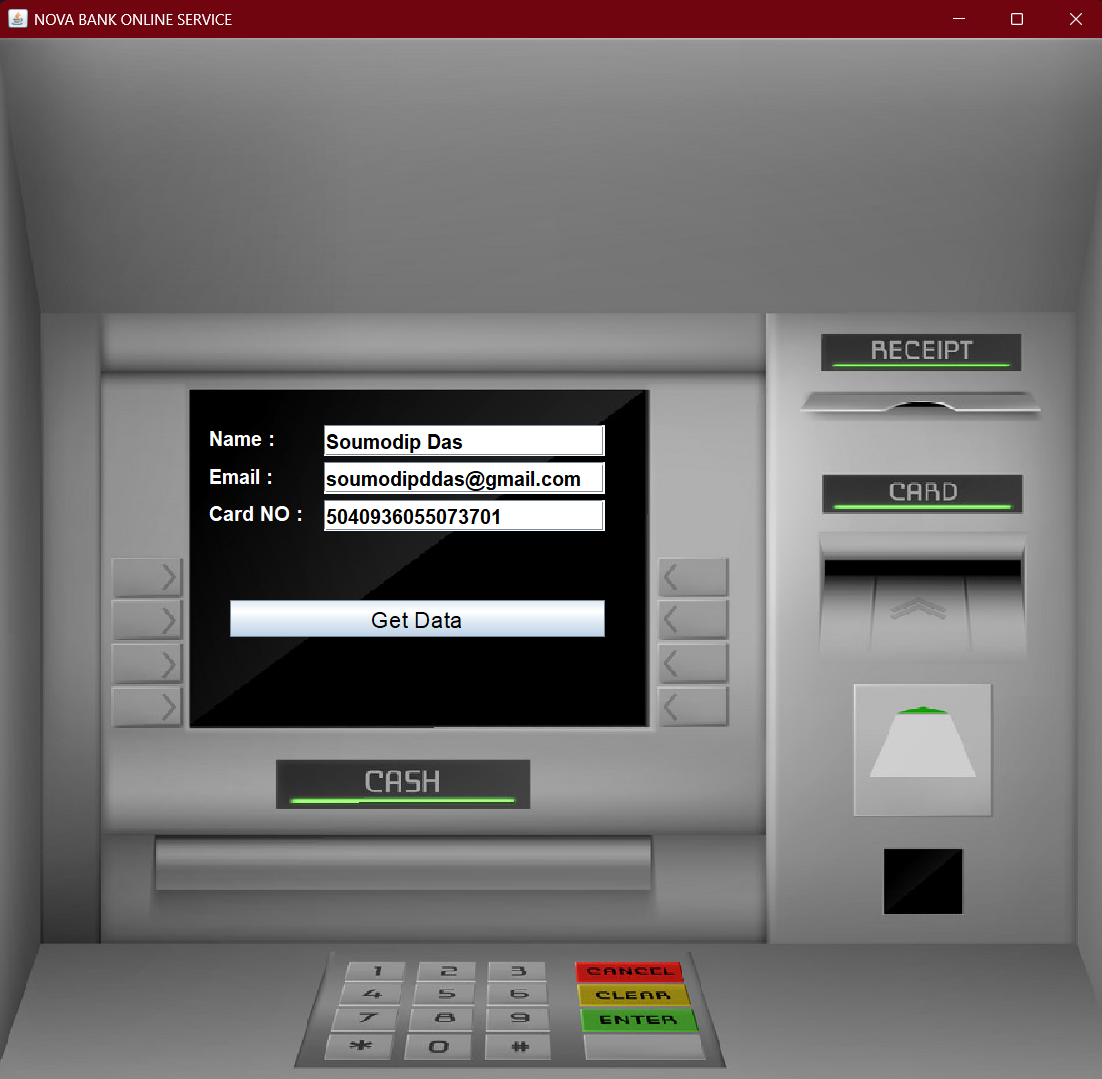 NOVA BANK ONLINE SERVICE
RECEIPT
Name : Soumodip Das
Email : soumodipddas@gmail.com
Card NO : 5040936055073701
CARD
Get Data
CASH
1 2 3 CANCEL
4 5 6 CLEAR
7 8 9 ENTER
* 0 #